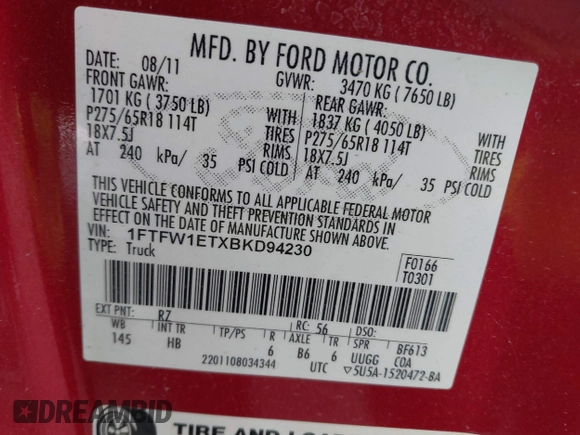 MFD. BY FORD MOTOR CO.
DATE: 08/11 GVWR: 3470 KG ( 7650 LB)
FRONT GAWR: REAR GAWR:
1701 KG ( 3750 LB) WITH 1837 KG ( 4050 LB) WITH
P275/65R18 114T TIRES P275/65R18 114T TIRES
18X7.5J RIMS 18X7.5J RIMS
AT 240 kPa/ 35 PSI COLD AT 240 kPa/ 35 PSI COLD
THIS VEHICLE CONFORMS TO ALL APPLICABLE FEDERAL MOTOR
VEHICLE SAFETY AND THEFT PREVENTION STANDARDS IN
EFFECT ON THE DATE OF MANUFACTURE SHOWN ABOVE.
VIN: 1FTFW1ETXBKD94230
TYPE: Truck
F0166
T0301
EXT PNT: RZ RC: 56 DSO:
WB INT TR TP/PS R AXLE TR SPR BF613
145 HB 6 B6 6 UUGG COA
2201108034344 UTC ▽5U5A-1520472-BA
DREAMBID
TIRE AND LOA